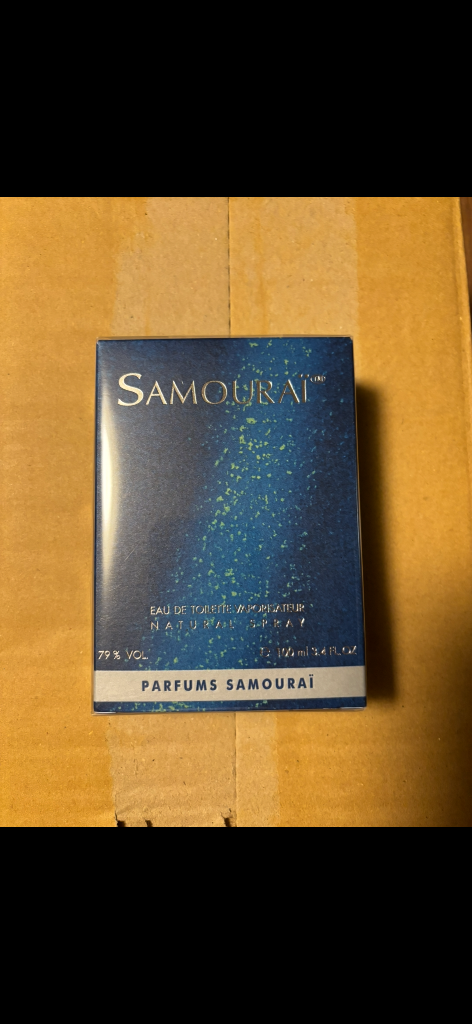 SAMOURAÏ
EAU DE TOILETTE VAPORISATEUR
NATURAL SPRAY
79% VOL. 100 ml 3.4 FL.OZ
PARFUMS SAMOURAÏ